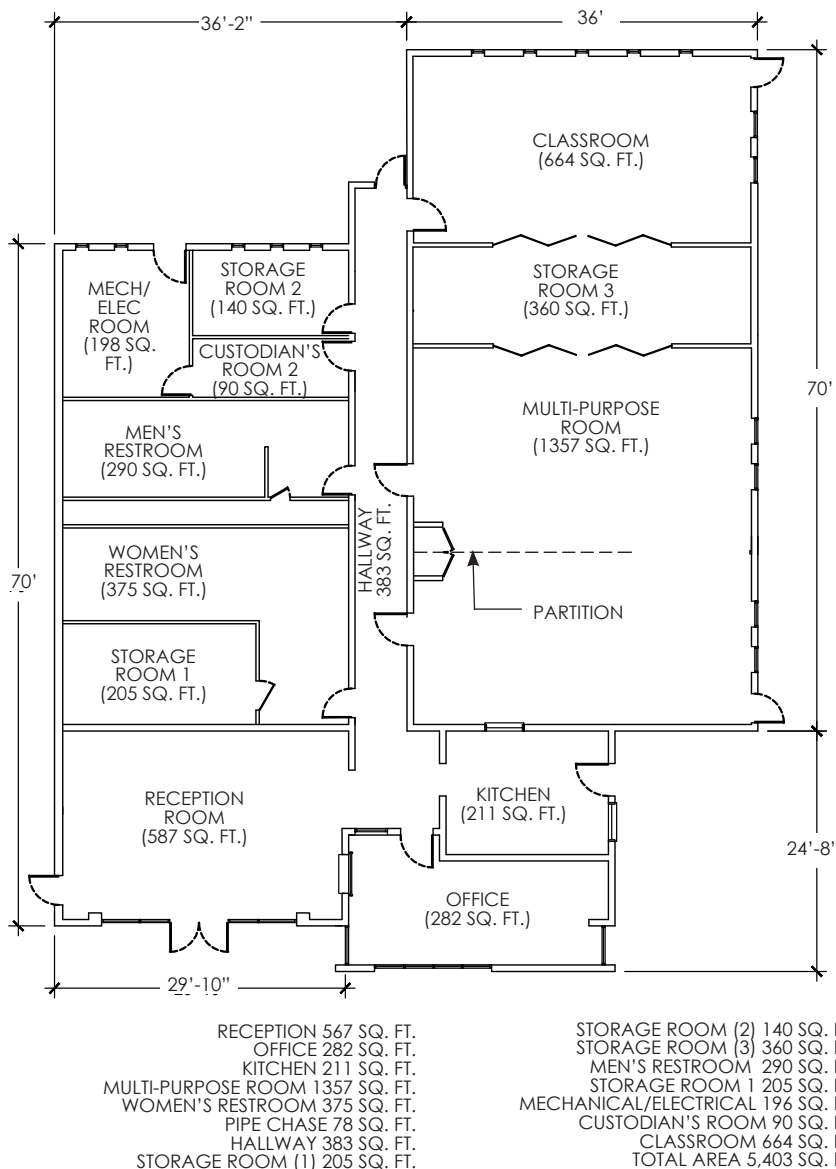 36'-2"
36'
CLASSROOM
(664 SQ. FT.)
MECH/
ELEC
ROOM
(198 SQ.
FT.)
STORAGE
ROOM 2
(140 SQ. FT.)
STORAGE
ROOM 3
(360 SQ. FT.)
CUSTODIAN'S
ROOM 2
(90 SQ. FT.)
70'
MEN'S
RESTROOM
(290 SQ. FT.)
MULTI-PURPOSE
ROOM
(1357 SQ. FT.)
HALLWAY
383 SQ. FT.
WOMEN'S
RESTROOM
(375 SQ. FT.)
70'
PARTITION
STORAGE
ROOM 1
(205 SQ. FT.)
RECEPTION
ROOM
(587 SQ. FT.)
KITCHEN
(211 SQ. FT.)
24'-8"
OFFICE
(282 SQ. FT.)
29'-10"
RECEPTION 567 SQ. FT.
OFFICE 282 SQ. FT.
KITCHEN 211 SQ. FT.
MULTI-PURPOSE ROOM 1357 SQ. FT.
WOMEN'S RESTROOM 375 SQ. FT.
PIPE CHASE 78 SQ. FT.
HALLWAY 383 SQ. FT.
STORAGE ROOM (1) 205 SQ. FT.
STORAGE ROOM (2) 140 SQ.
STORAGE ROOM (3) 360 SQ.
MEN'S RESTROOM 290 SQ.
STORAGE ROOM 1 205 SQ.
MECHANICAL/ELECTRICAL 196 SQ.
CUSTODIAN'S ROOM 90 SQ.
CLASSROOM 664 SQ.
TOTAL AREA 5,403 SQ.